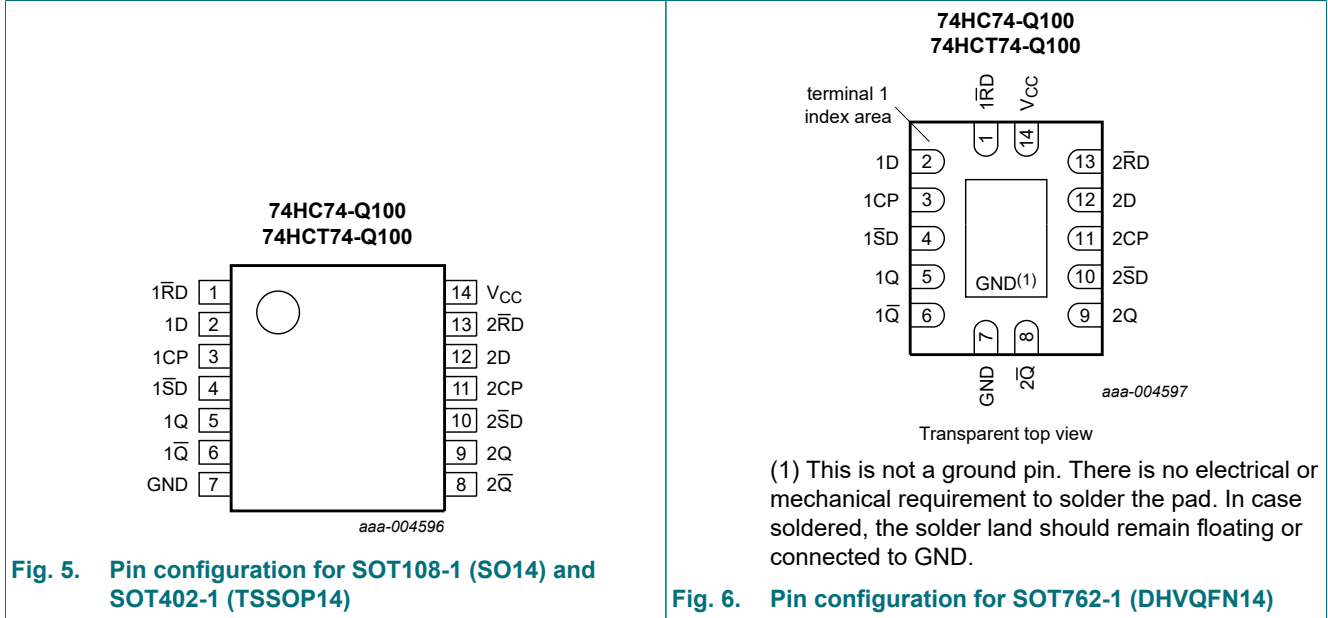 74HC74-Q100
74HCT74-Q100
1R̅D 1
1D 2
1CP 3
1S̅D 4
1Q 5
1Q̅ 6
GND 7
14 VCC
13 2R̅D
12 2D
11 2CP
10 2S̅D
9 2Q
8 2Q̅
aaa-004596
Fig. 5. Pin configuration for SOT108-1 (SO14) and
SOT402-1 (TSSOP14)
74HC74-Q100
74HCT74-Q100
terminal 1
index area
1R̅D
VCC
1
14
1D 2
1CP 3
1S̅D 4
1Q 5
1Q̅ 6
13 2R̅D
12 2D
11 2CP
10 2S̅D
9 2Q
GND(1)
7
8
GND
2Q̅
aaa-004597
Transparent top view
(1) This is not a ground pin. There is no electrical or
mechanical requirement to solder the pad. In case
soldered, the solder land should remain floating or
connected to GND.
Fig. 6. Pin configuration for SOT762-1 (DHVQFN14)